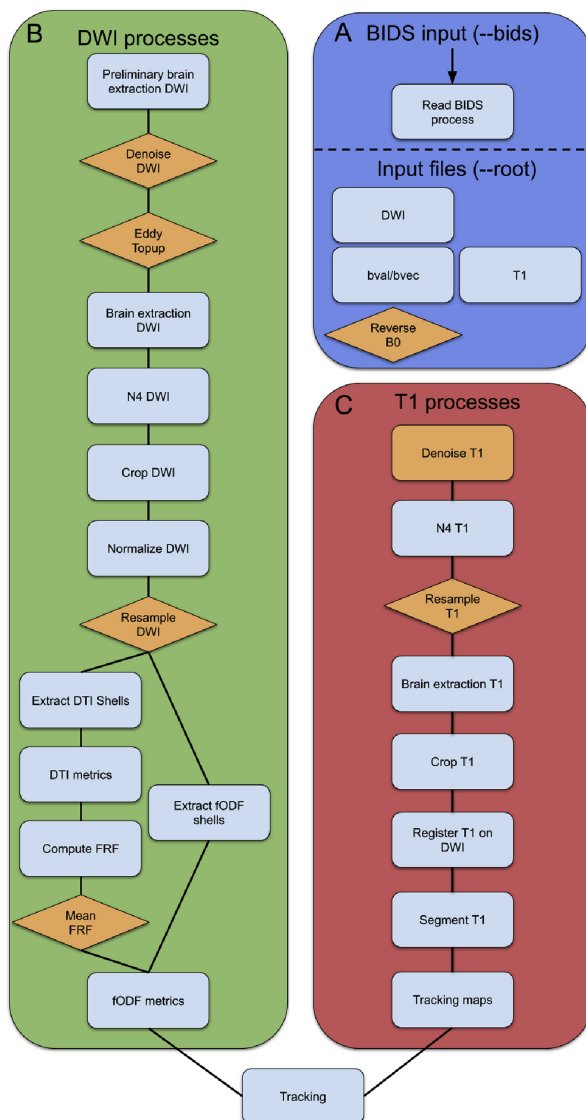 B
DWI processes
Preliminary brain
extraction DWI
Denoise
DWI
Eddy
Topup
Brain extraction
DWI
N4 DWI
Crop DWI
Normalize DWI
Resample
DWI
Extract DTI Shells
DTI metrics
Compute FRF
Mean
FRF
Extract fODF
shells
fODF metrics
A
BIDS input (--bids)
Read BIDS
process
Input files (--root)
DWI
bval/bvec
T1
Reverse
B0
C
T1 processes
Denoise T1
N4 T1
Resample
T1
Brain extraction T1
Crop T1
Register T1 on
DWI
Segment T1
Tracking maps
Tracking